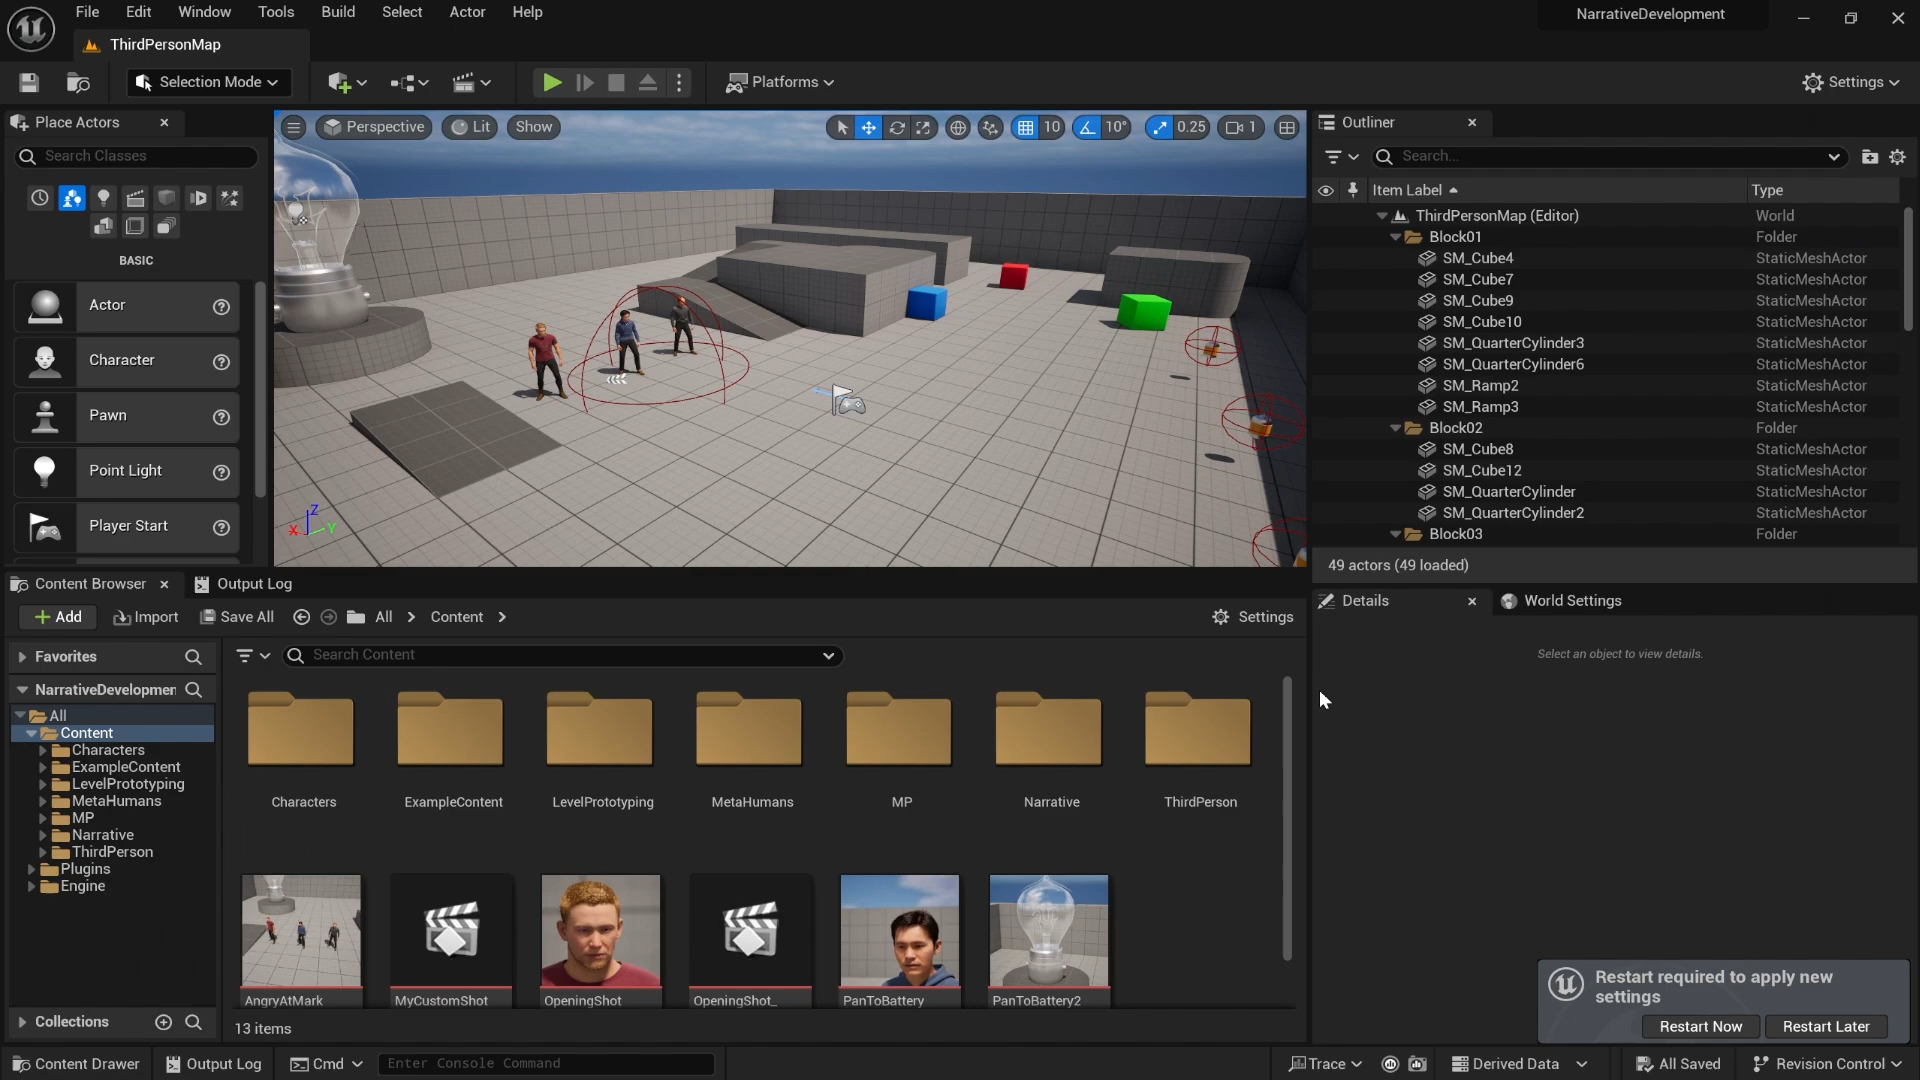 File Edit Window Tools Build Select Actor Help
NarrativeDevelopment
ThirdPersonMap
Selection Mode
Platforms
Settings
Place Actors
Search Classes
BASIC
Actor
Character
Pawn
Point Light
Player Start
Perspective Lit Show
10 10° 0.25 1
Z
X Y
Outliner
Search...
Item Label Type
ThirdPersonMap (Editor) World
Block01 Folder
SM_Cube4 StaticMeshActor
SM_Cube7 StaticMeshActor
SM_Cube9 StaticMeshActor
SM_Cube10 StaticMeshActor
SM_QuarterCylinder3 StaticMeshActor
SM_QuarterCylinder6 StaticMeshActor
SM_Ramp2 StaticMeshActor
SM_Ramp3 StaticMeshActor
Block02 Folder
SM_Cube8 StaticMeshActor
SM_Cube12 StaticMeshActor
SM_QuarterCylinder StaticMeshActor
SM_QuarterCylinder2 StaticMeshActor
Block03 Folder
49 actors (49 loaded)
Content Browser Output Log
Add Import Save All All Content Settings
Favorites
NarrativeDevelopmen
All
Content
Characters
ExampleContent
LevelPrototyping
MetaHumans
MP
Narrative
ThirdPerson
Plugins
Engine
Collections
Search Content
Characters ExampleContent LevelPrototyping MetaHumans MP Narrative ThirdPerson
AngryAtMark MyCustomShot OpeningShot OpeningShot_ PanToBattery PanToBattery2
13 items
Details World Settings
Select an object to view details.
Restart required to apply new
settings
Restart Now Restart Later
Content Drawer Output Log Cmd Enter Console Command Trace Derived Data All Saved Revision Control